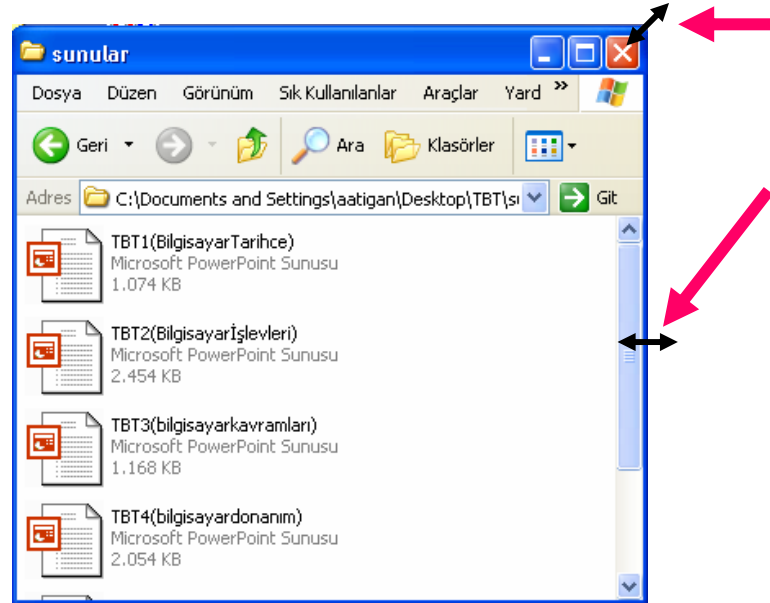 sunular
Dosya Düzen Görünüm Sık Kullanılanlar Araçlar Yard »
Geri Ara Klasörler
Adres C:\Documents and Settings\aatigan\Desktop\TBT\sı Git
TBT1(BilgisayarTarihce)
Microsoft PowerPoint Sunusu
1.074 KB
TBT2(Bilgisayarİşlevleri)
Microsoft PowerPoint Sunusu
2.454 KB
TBT3(bilgisayarkavramları)
Microsoft PowerPoint Sunusu
1.168 KB
TBT4(bilgisayardonanım)
Microsoft PowerPoint Sunusu
2.054 KB